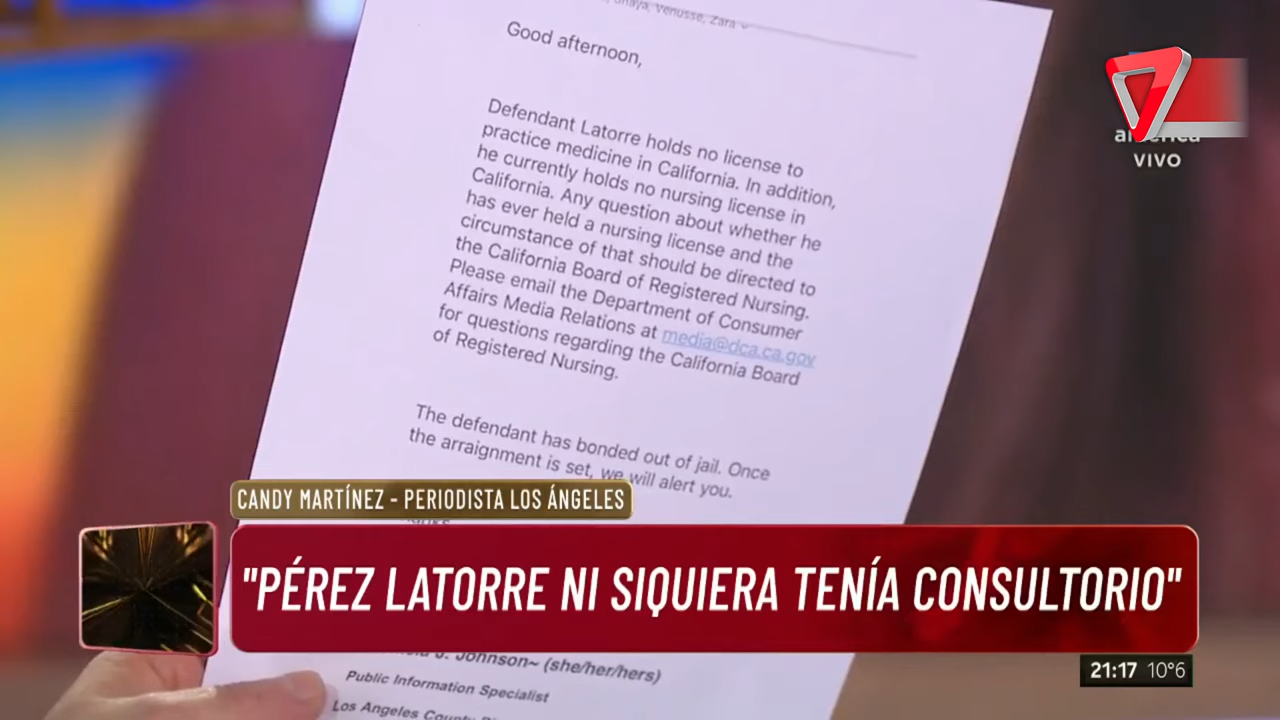 Venusse, Zara
Good afternoon,
Defendant Latorre holds no license to
practice medicine in California. In addition,
he currently holds no nursing license in
California. Any question about whether he
has ever held a nursing license and the
circumstance of that should be directed to
the California Board of Registered Nursing.
Please email the Department of Consumer
Affairs Media Relations at media@dca.ca.gov
for questions regarding the California Board
of Registered Nursing.
The defendant has bonded out of jail. Once
the arraignment is set, we will alert you.
J. Johnson~ (she/her/hers)
Public Information Specialist
Los Angeles County
américa
VIVO
CANDY MARTÍNEZ - PERIODISTA LOS ÁNGELES
"PÉREZ LATORRE NI SIQUIERA TENÍA CONSULTORIO"
21:17 10°6